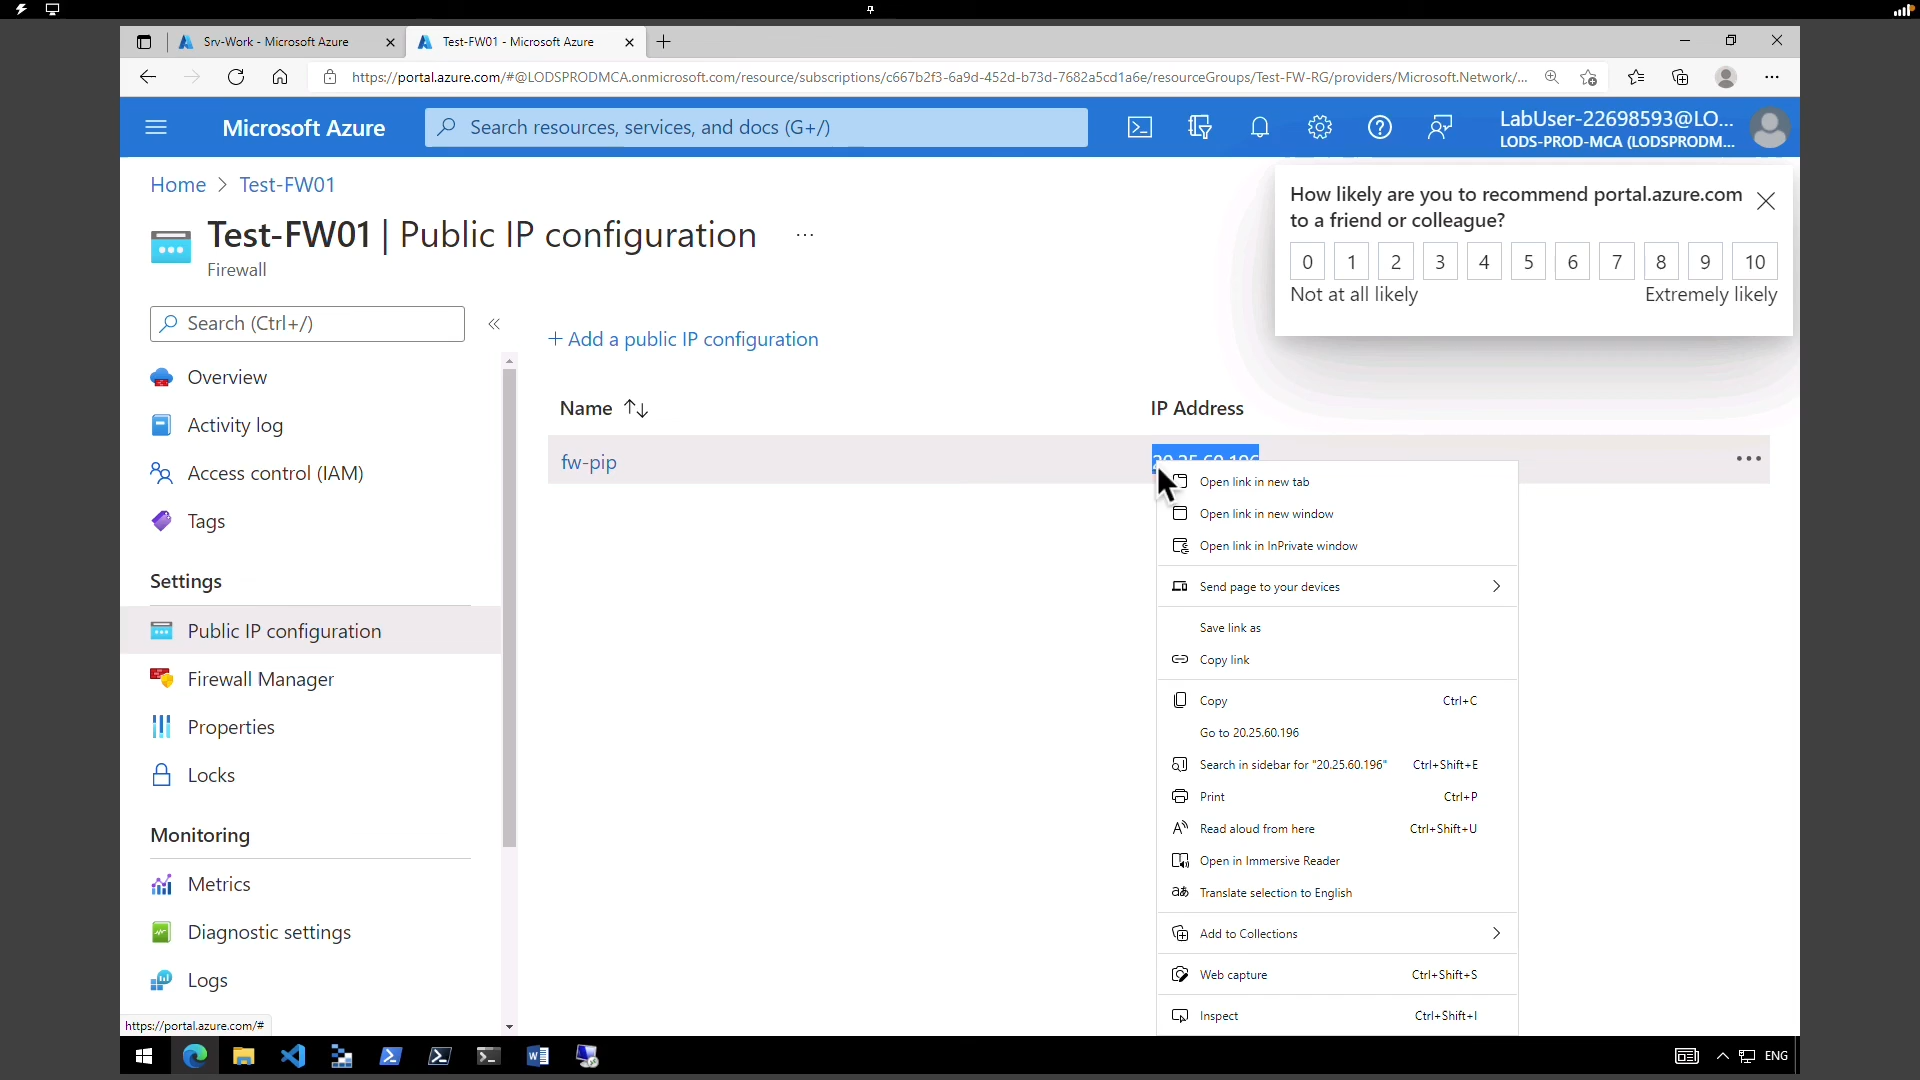 Srv-Work - Microsoft Azure
Test-FW01 - Microsoft Azure
https://portal.azure.com/#@LODSPRODMCA.onmicrosoft.com/resource/subscriptions/c667b2f3-6a9d-452d-b73d-7682a5cd1a6e/resourceGroups/Test-FW-RG/providers/Microsoft.Network/...
Microsoft Azure
Search resources, services, and docs (G+/)
LabUser-22698593@LO...
LODS-PROD-MCA (LODSPRODM...
Home > Test-FW01
Test-FW01 | Public IP configuration ...
Firewall
How likely are you to recommend portal.azure.com
to a friend or colleague?
0 1 2 3 4 5 6 7 8 9 10
Not at all likely Extremely likely
Search (Ctrl+/)
«
+ Add a public IP configuration
Overview
Activity log
Access control (IAM)
Tags
Settings
Public IP configuration
Firewall Manager
Properties
Locks
Monitoring
Metrics
Diagnostic settings
Logs
https://portal.azure.com/#
Name
IP Address
fw-pip
20.25.60.196
Open link in new tab
Open link in new window
Open link in InPrivate window
Send page to your devices
Save link as
Copy link
Copy Ctrl+C
Go to 20.25.60.196
Search in sidebar for "20.25.60.196" Ctrl+Shift+E
Print Ctrl+P
Read aloud from here Ctrl+Shift+U
Open in Immersive Reader
Translate selection to English
Add to Collections
Web capture Ctrl+Shift+S
Inspect Ctrl+Shift+I
ENG